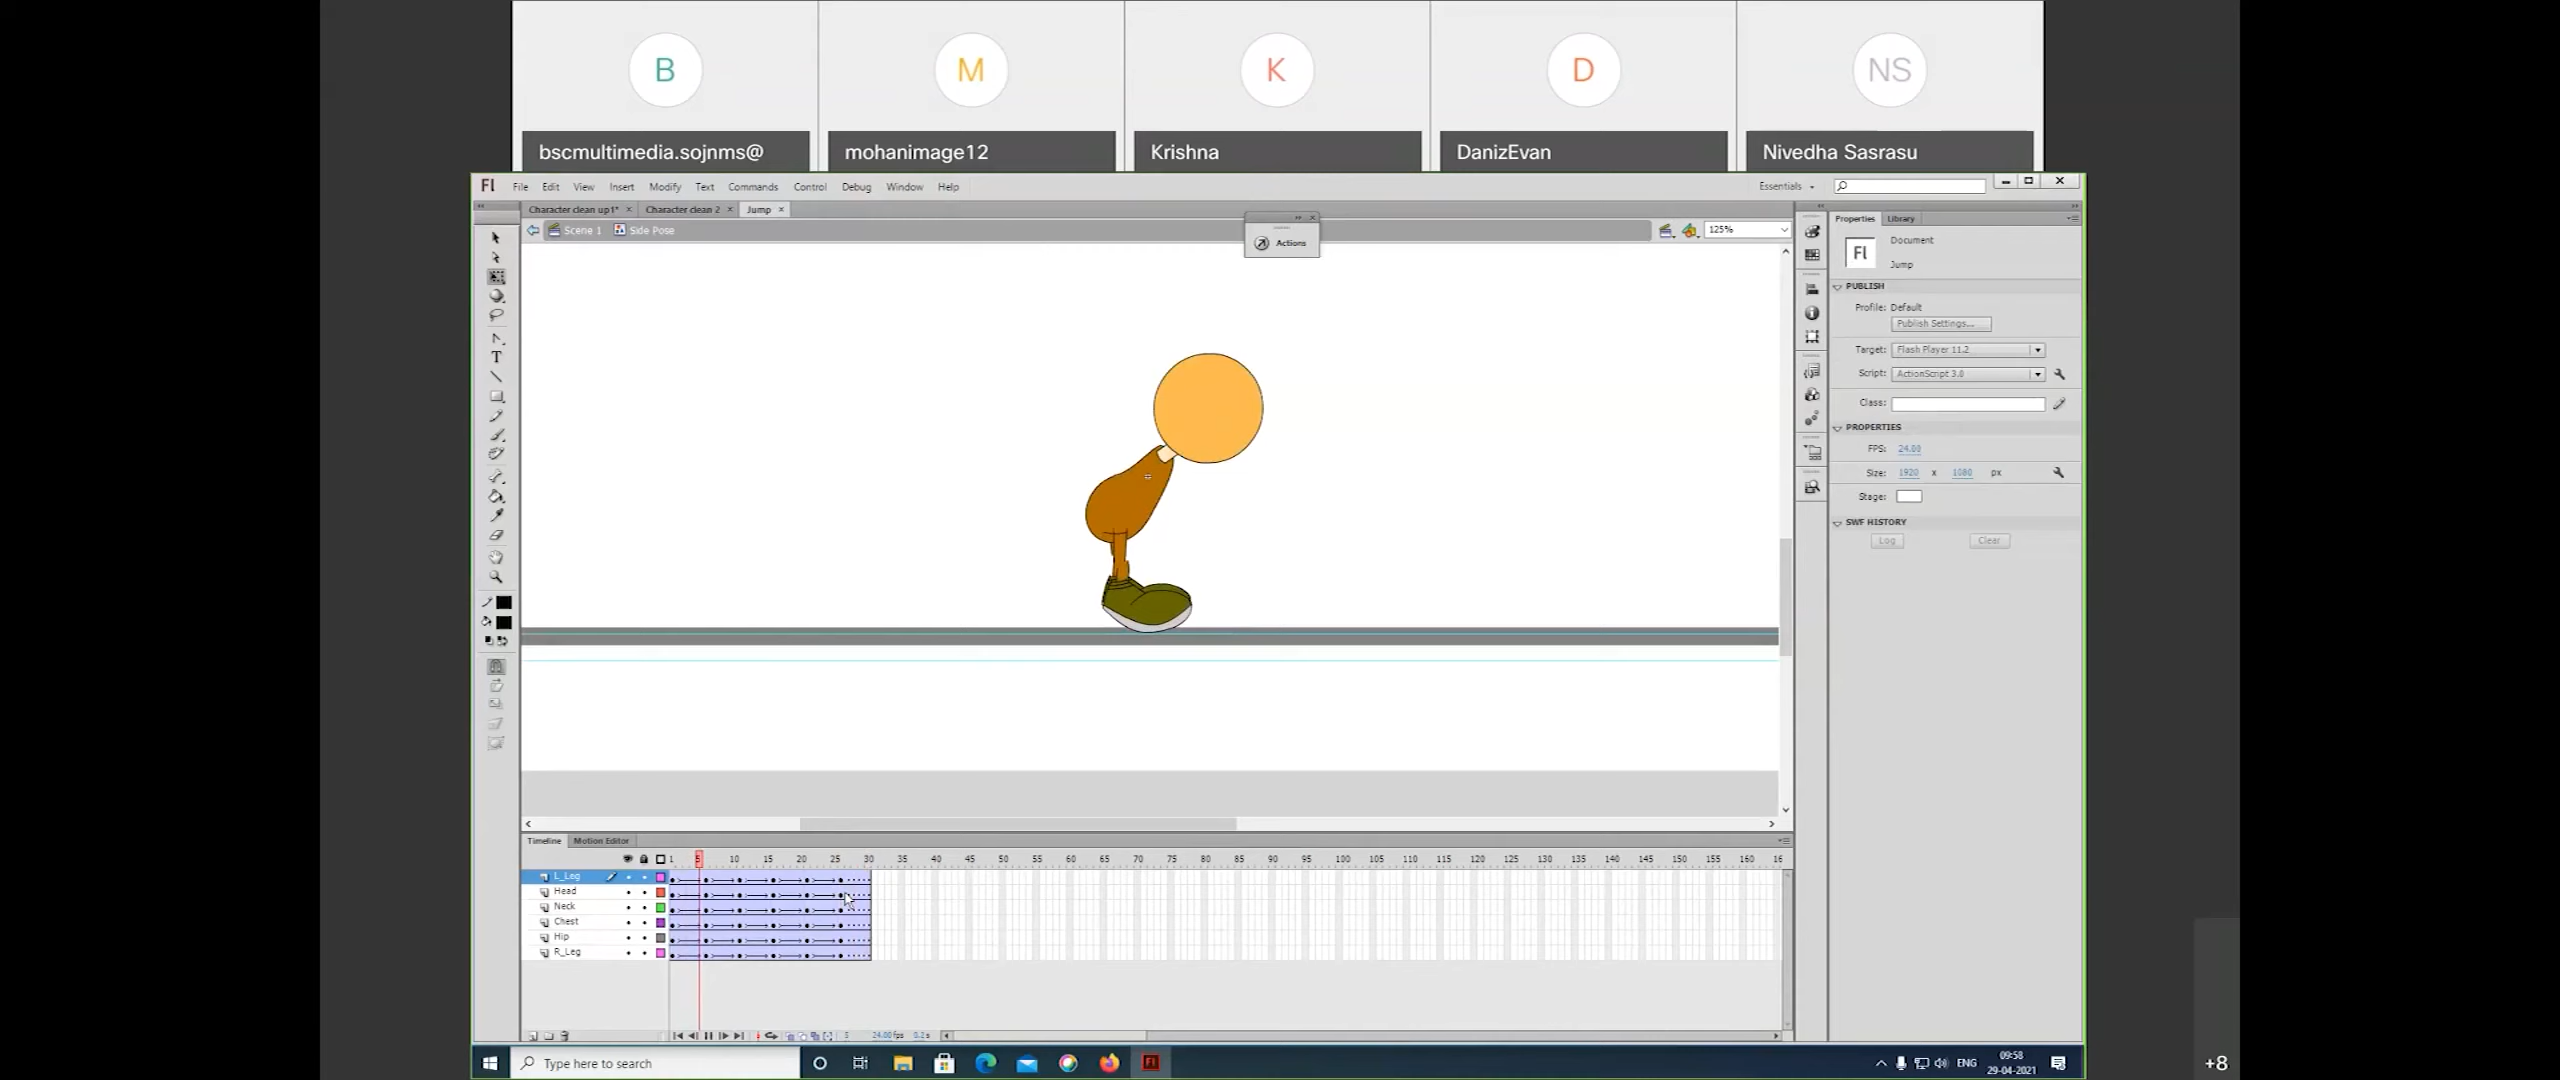 B
M
K
D
NS
bscmultimedia.sojnms@
mohanimage12
Krishna
DanizEvan
Nivedha Sasrasu
Fl File Edit View Insert Modify Text Commands Control Debug Window Help
Essentials
Character clean up1* × Character clean 2 × Jump ×
Scene 1 Side Pose
125%
Actions
Properties Library
Fl
Document
Jump
PUBLISH
Profile: Default
Publish Settings...
Target: Flash Player 11.2
Script: ActionScript 3.0
Class:
PROPERTIES
FPS: 24.00
Size: 1920 x 1080 px
Stage:
SWF HISTORY
Log Clear
T
Timeline Motion Editor
1 5 10 15 20 25 30 35 40 45 50 55 60 65 70 75 80 85 90 95 100 105 110 115 120 125 130 135 140 145 150 155 160 16
L_Leg
Head
Neck
Chest
Hip
R_Leg
5 24.00 fps 0.2 s
Type here to search
Fl
ENG
09:58
29-04-2021
+8